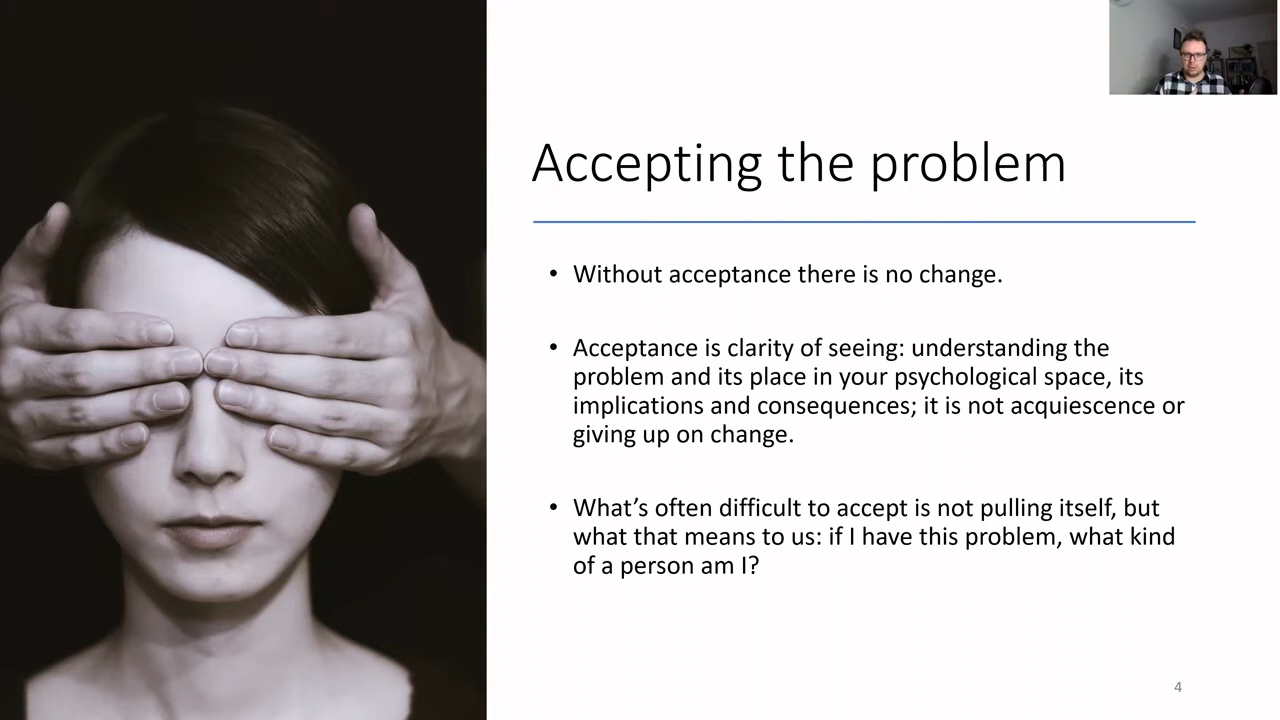 Accepting the problem
• Without acceptance there is no change.
• Acceptance is clarity of seeing: understanding the
problem and its place in your psychological space, its
implications and consequences; it is not acquiescence or
giving up on change.
• What’s often difficult to accept is not pulling itself, but
what that means to us: if I have this problem, what kind
of a person am I?
4